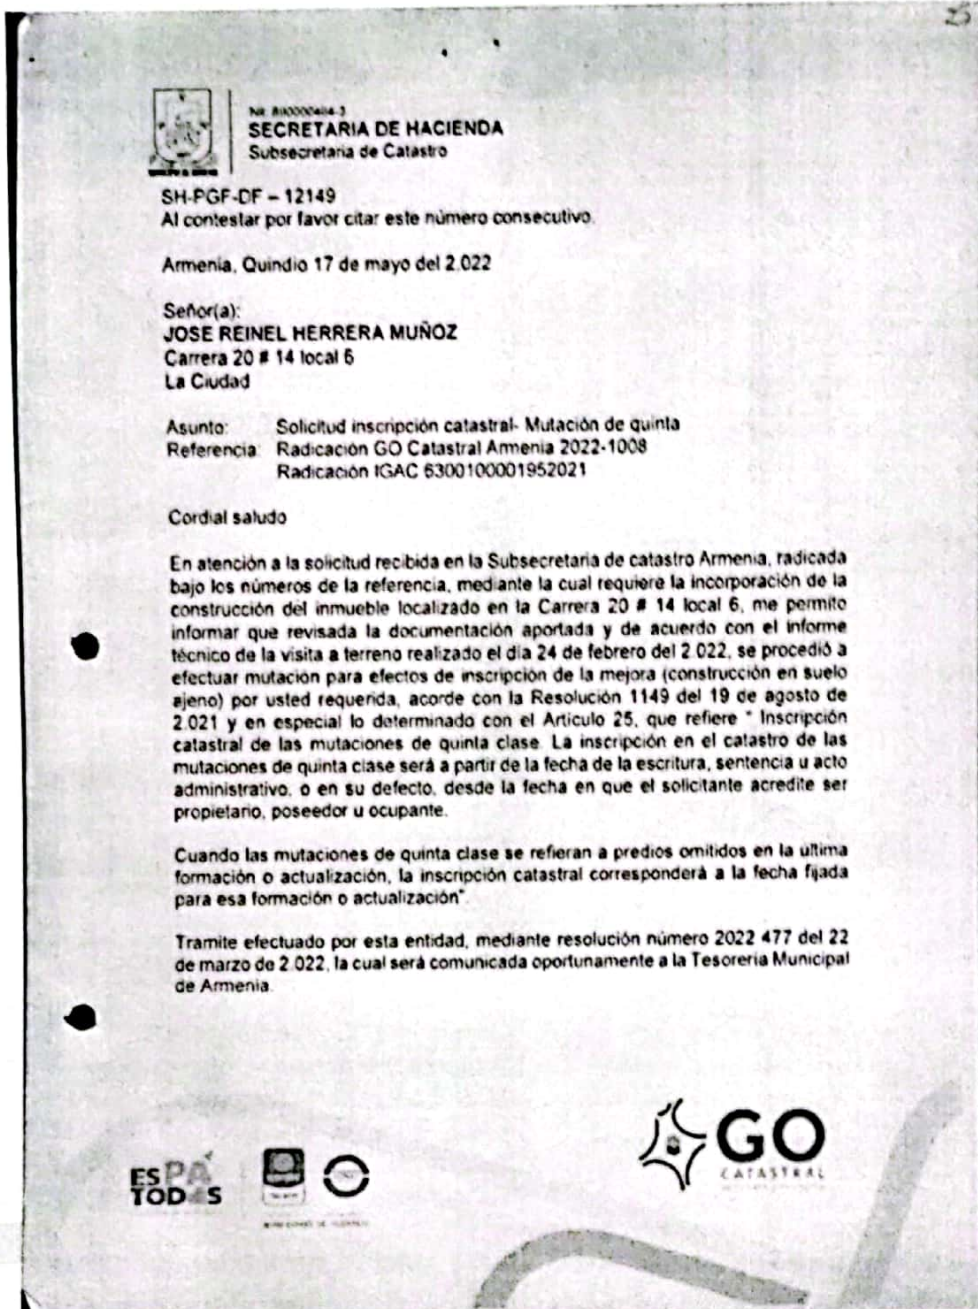 25
Nit: 890000464-3
SECRETARIA DE HACIENDA
Subsecretaria de Catastro
SH-PGF-DF – 12149
Al contestar por favor citar este número consecutivo.
Armenia, Quindio 17 de mayo del 2.022
Señor(a):
JOSE REINEL HERRERA MUÑOZ
Carrera 20 # 14 local 6
La Ciudad
Asunto: Solicitud inscripción catastral- Mutación de quinta
Referencia: Radicación GO Catastral Armenia 2022-1008
Radicación IGAC 6300100001952021
Cordial saludo
En atención a la solicitud recibida en la Subsecretaria de catastro Armenia, radicada
bajo los números de la referencia, mediante la cual requiere la incorporación de la
construcción del inmueble localizado en la Carrera 20 # 14 local 6, me permito
informar que revisada la documentación aportada y de acuerdo con el informe
técnico de la visita a terreno realizado el día 24 de febrero del 2.022, se procedió a
efectuar mutación para efectos de inscripción de la mejora (construcción en suelo
ajeno) por usted requerida, acorde con la Resolución 1149 del 19 de agosto de
2.021 y en especial lo determinado con el Artículo 25, que refiere " Inscripción
catastral de las mutaciones de quinta clase. La inscripción en el catastro de las
mutaciones de quinta clase será a partir de la fecha de la escritura, sentencia u acto
administrativo, o en su defecto, desde la fecha en que el solicitante acredite ser
propietario, poseedor u ocupante.
Cuando las mutaciones de quinta clase se refieran a predios omitidos en la última
formación o actualización, la inscripción catastral corresponderá a la fecha fijada
para esa formación o actualización".
Tramite efectuado por esta entidad, mediante resolución número 2022 477 del 22
de marzo de 2.022, la cual será comunicada oportunamente a la Tesorería Municipal
de Armenia.
ES PA
TODOS
GO
CATASTRAL